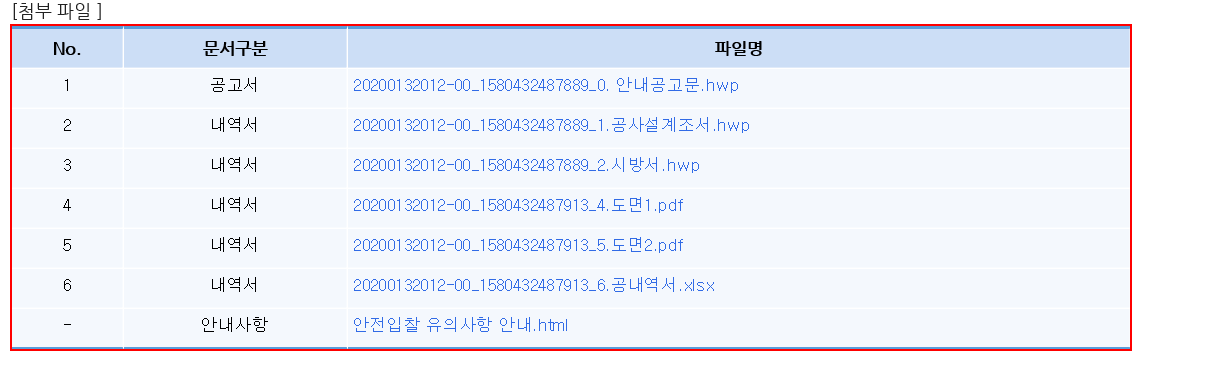 [첨부 파일 ]
No. 문서구분 파일명
1 공고서 20200132012-00_1580432487889_0. 안내공고문.hwp
2 내역서 20200132012-00_1580432487889_1.공사설계조서.hwp
3 내역서 20200132012-00_1580432487889_2.시방서.hwp
4 내역서 20200132012-00_1580432487913_4.도면1.pdf
5 내역서 20200132012-00_1580432487913_5.도면2.pdf
6 내역서 20200132012-00_1580432487913_6.공내역서.xlsx
- 안내사항 안전입찰 유의사항 안내.html